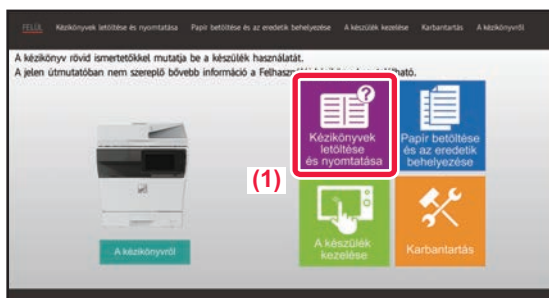 FELÜL Kézikönyvek letöltése és nyomtatása Papír betöltése és az eredetik behelyezése A készülék kezelése Karbantartás A kézikönyvről
A kézikönyv rövid ismertetőkkel mutatja be a készülék használatát.
A jelen útmutatóban nem szereplő bővebb információ a
Kézikönyvek
letöltése
és nyomtatása
Papír betöltése
és az eredetik
behelyezése
(1)
A kézikönyvről
A készülék
kezelése
Karbantartás